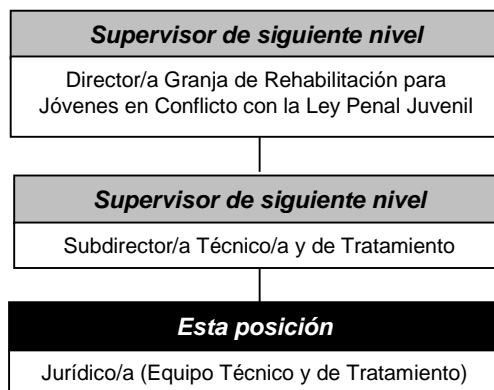 Supervisor de siguiente nivel
Director/a Granja de Rehabilitación para
Jóvenes en Conflicto con la Ley Penal Juvenil
Supervisor de siguiente nivel
Subdirector/a Técnico/a y de Tratamiento
Esta posición
Jurídico/a (Equipo Técnico y de Tratamiento)